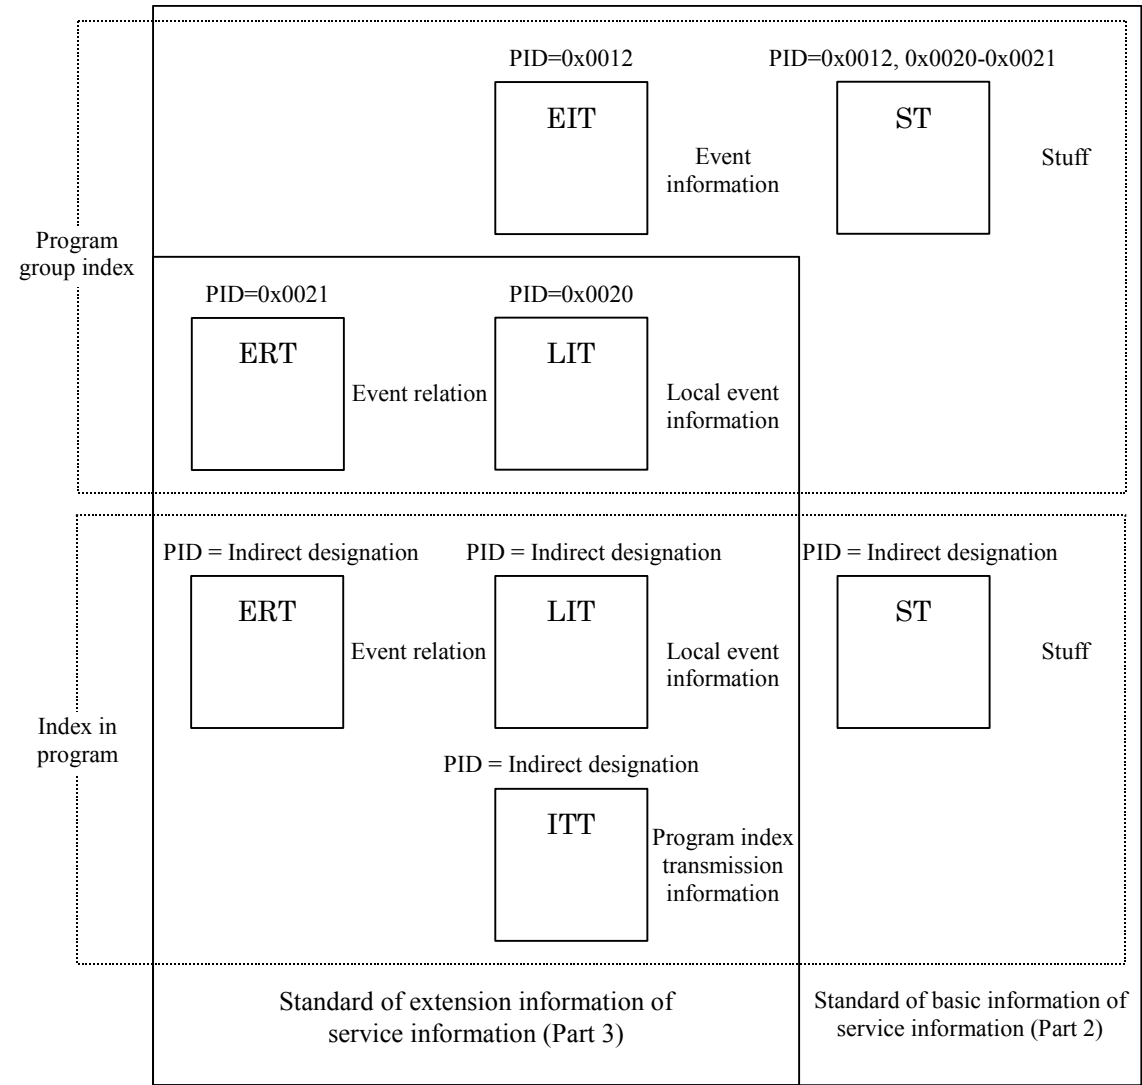 PID=0x0012
PID=0x0012, 0x0020-0x0021
EIT
ST
Event
information
Stuff
Program
group index
PID=0x0021
PID=0x0020
ERT
LIT
Event relation
Local event
information
PID = Indirect designation
PID = Indirect designation
PID = Indirect designation
ERT
LIT
ST
Event relation
Local event
information
Stuff
Index in
program
PID = Indirect designation
ITT
Program index
transmission
information
Standard of extension information of
service information (Part 3)
Standard of basic information of
service information (Part 2)